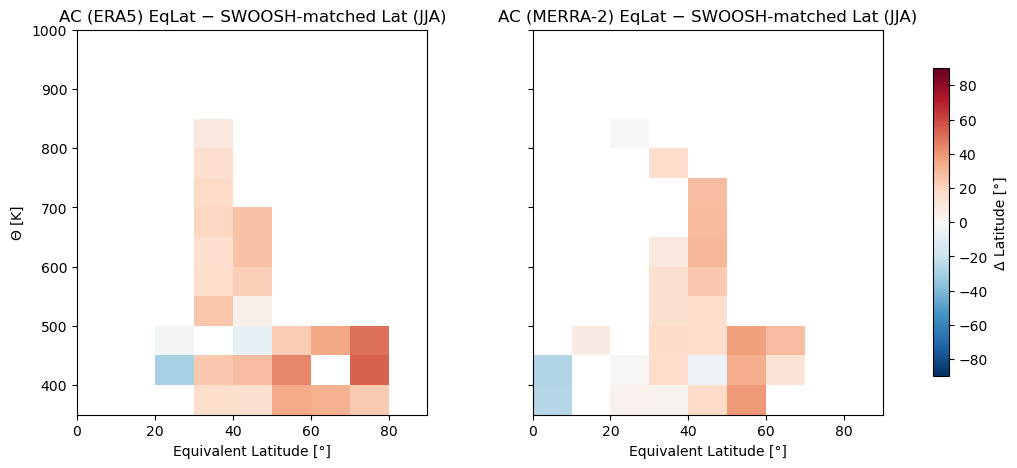 AC (ERA5) EqLat − SWOOSH-matched Lat (JJA)
AC (MERRA-2) EqLat − SWOOSH-matched Lat (JJA)
1000
900
800
700
600
500
400
Θ [K]
0 20 40 60 80
Equivalent Latitude [°]
0 20 40 60 80
Equivalent Latitude [°]
80
60
40
20
0
−20
−40
−60
−80
Δ Latitude [°]